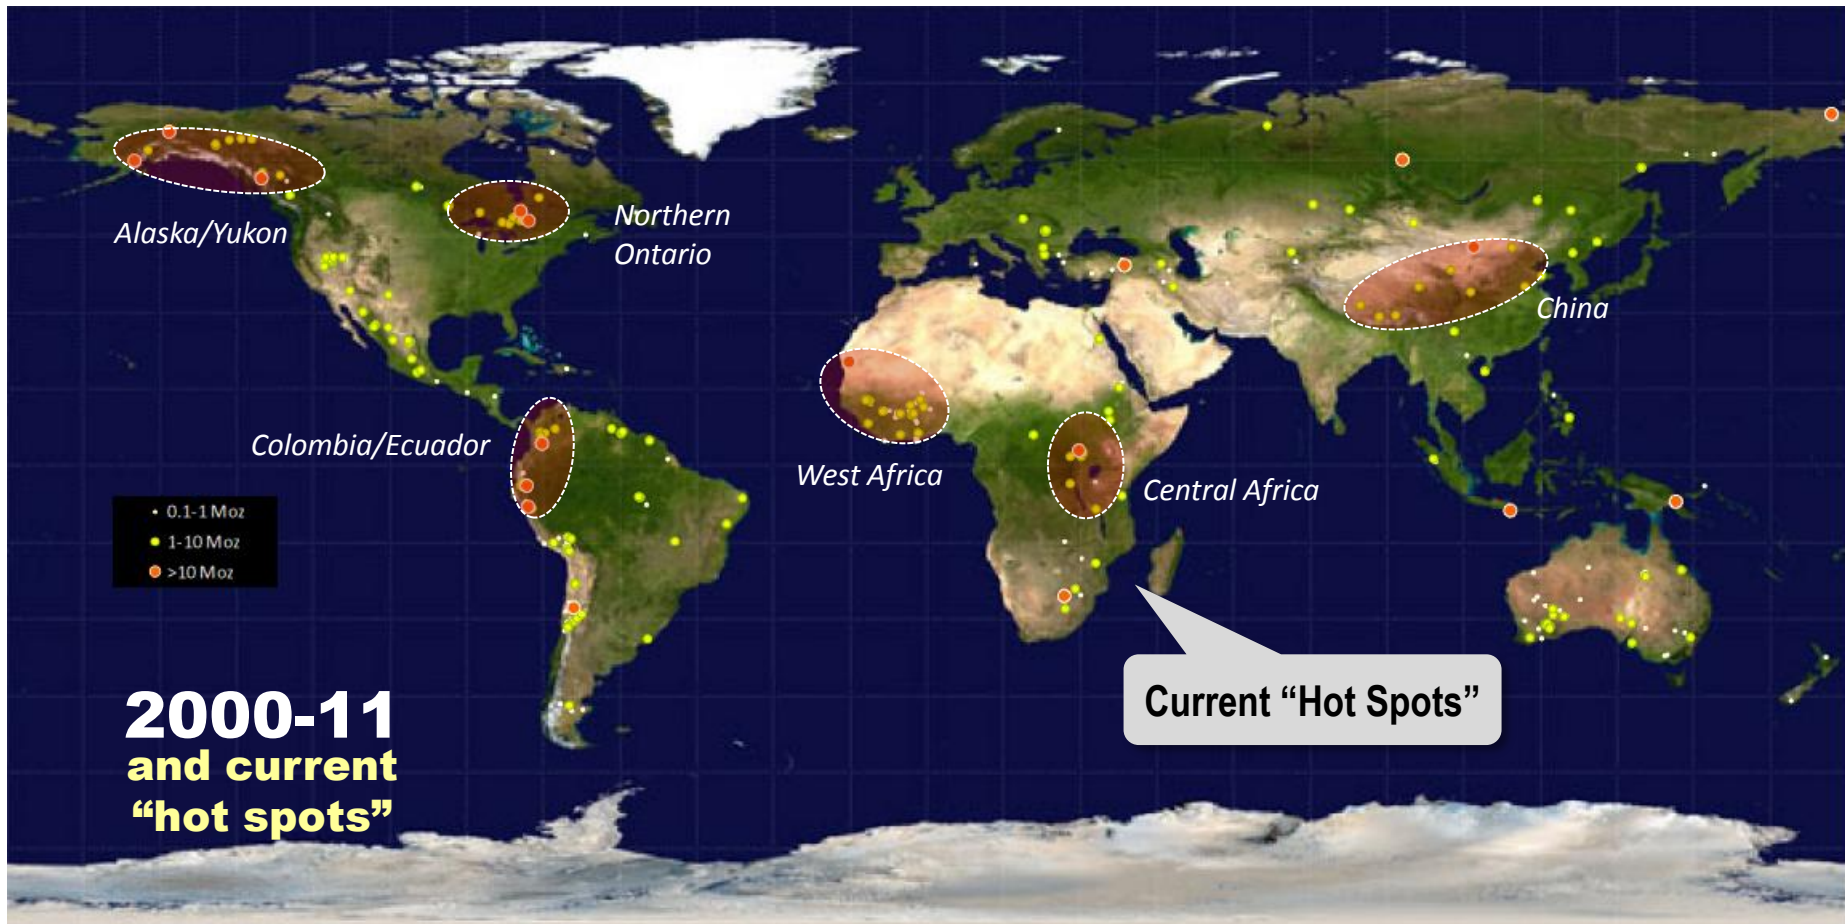 Alaska/Yukon
Northern
Ontario
China
Colombia/Ecuador
West Africa
Central Africa
0.1-1 Moz
1-10 Moz
>10 Moz
Current “Hot Spots”
2000-11
and current
“hot spots”